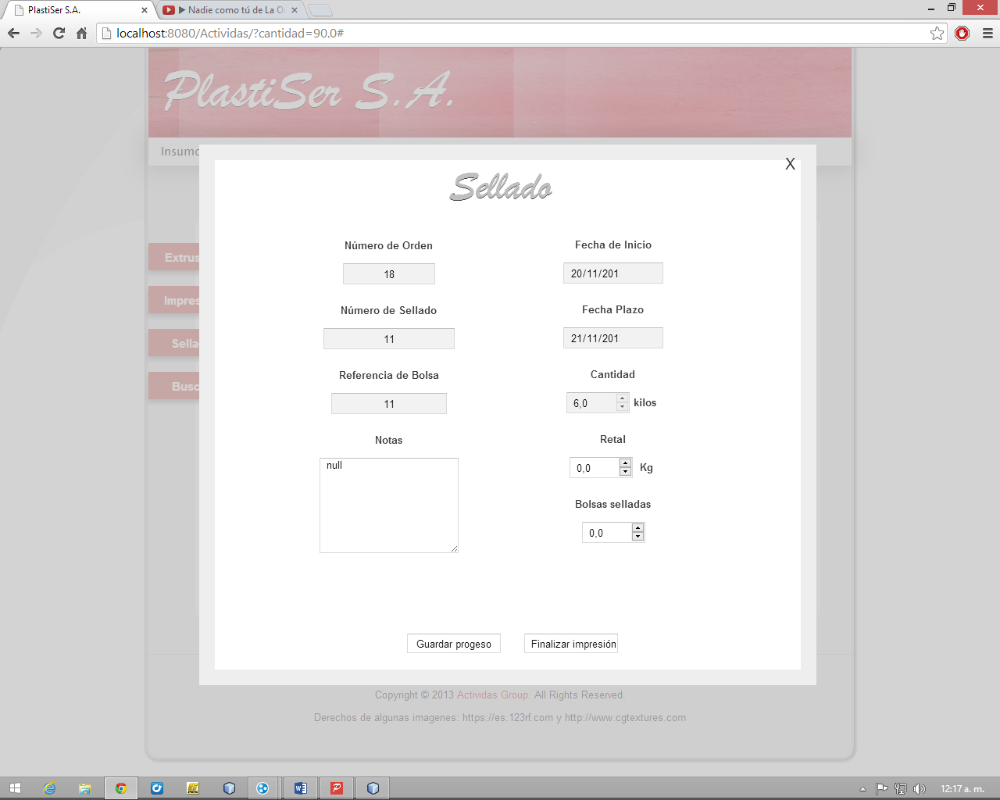 PlastiSer S.A.
▶ Nadie como tú de La O
localhost:8080/Actividas/?cantidad=90.0#
PlastiSer S.A.
Insumo
X
Sellado
Extrus
Impres
Sella
Busc
Número de Orden
18
Número de Sellado
11
Referencia de Bolsa
11
Notas
null
Fecha de Inicio
20/11/201
Fecha Plazo
21/11/201
Cantidad
6,0 kilos
Retal
0,0 Kg
Bolsas selladas
0,0
Guardar progeso
Finalizar impresión
Copyright © 2013 Actividas Group. All Rights Reserved.
Derechos de algunas imagenes: https://es.123rf.com y http://www.cgtextures.com
12:17 a. m.